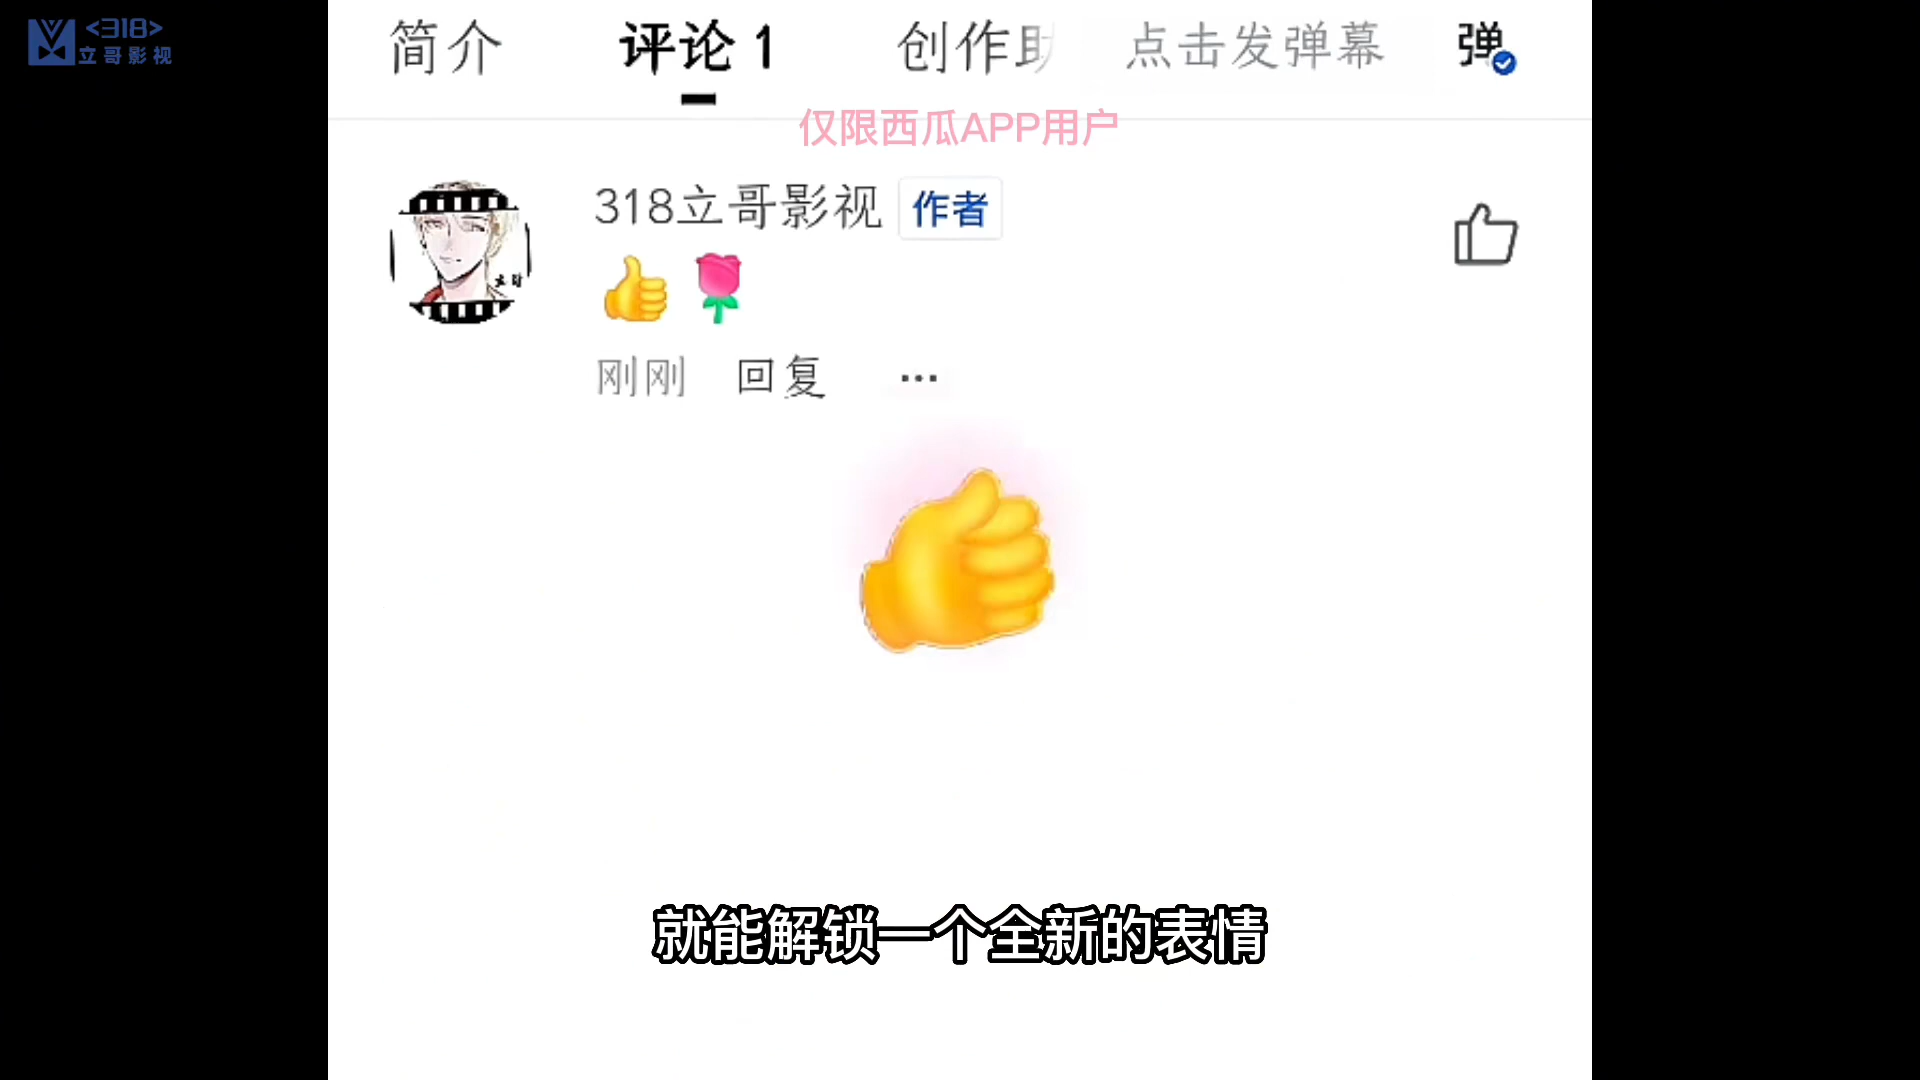 <318>
立哥影视
简介 评论 1 创作助 点击发弹幕 弹
仅限西瓜APP用户
318立哥影视 作者
刚刚 回复 ...
就能解锁一个全新的表情